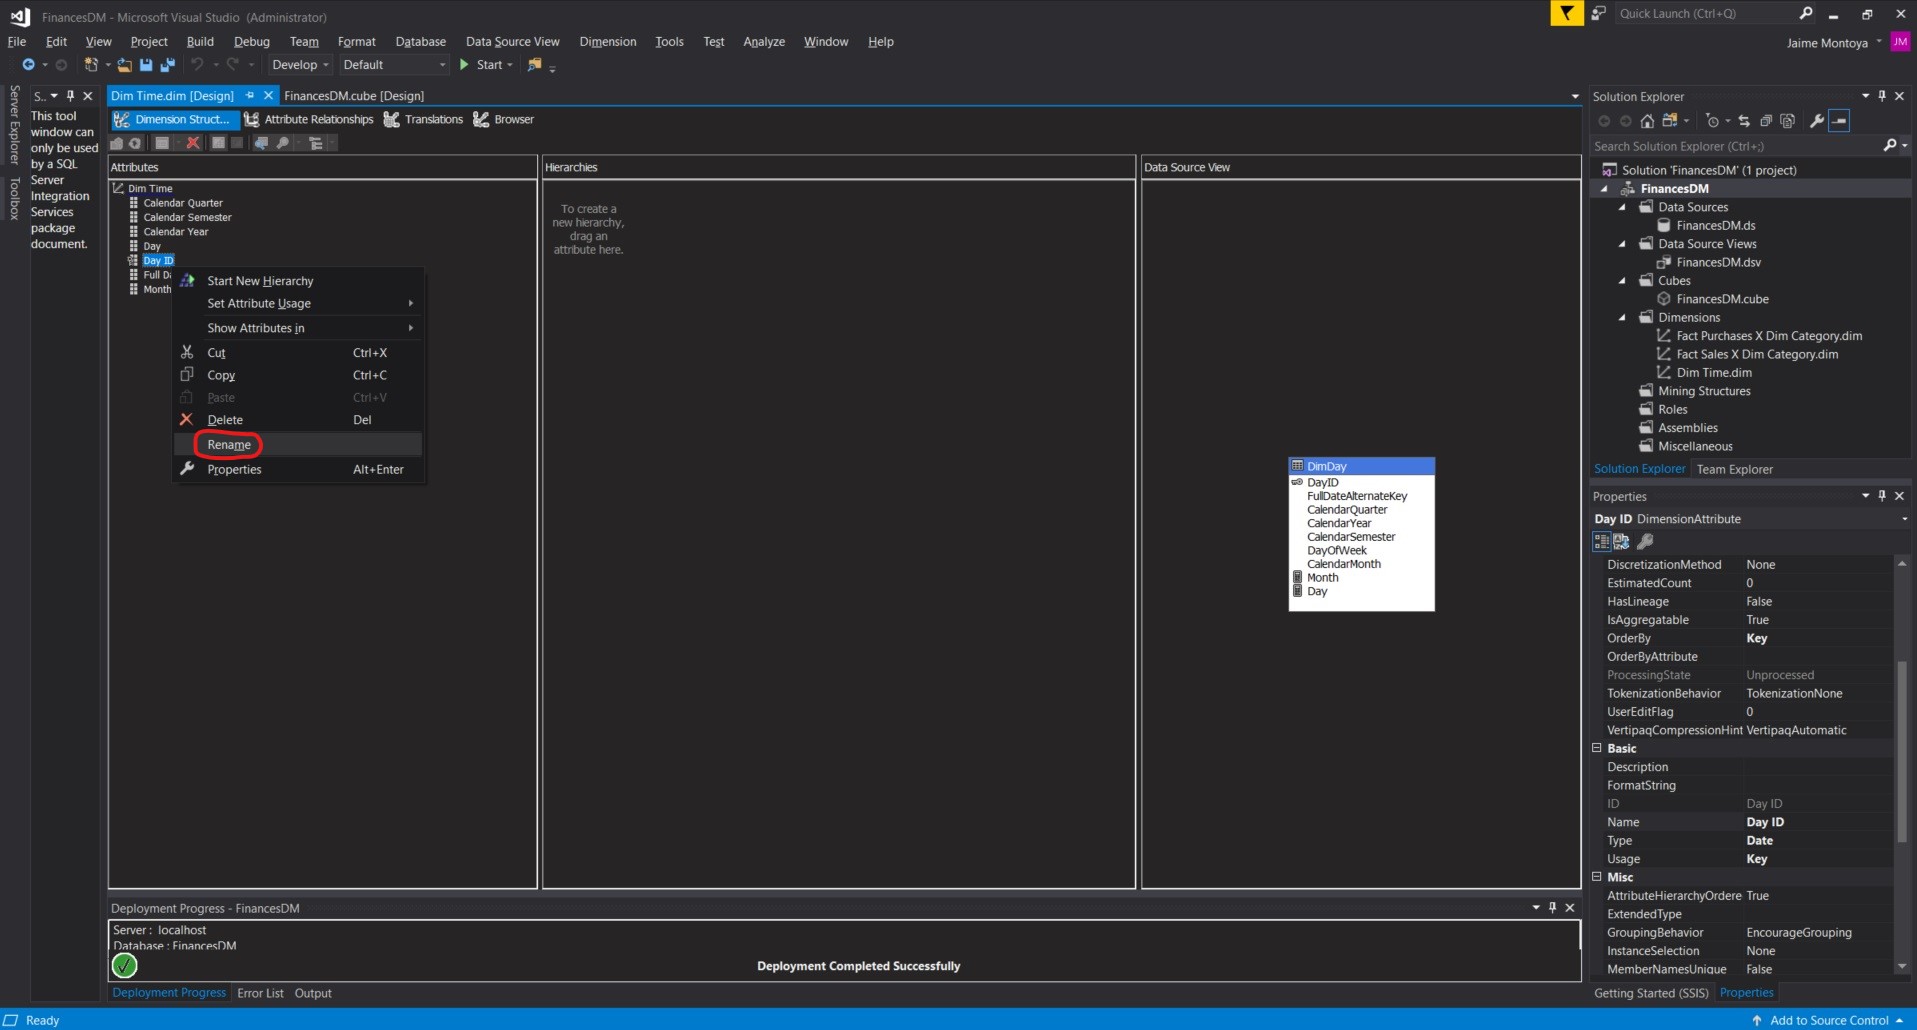 FinancesDM - Microsoft Visual Studio (Administrator)
Quick Launch (Ctrl+Q)
File Edit View Project Build Debug Team Format Database Data Source View Dimension Tools Test Analyze Window Help
Jaime Montoya JM
Develop Default Start
Server Explorer
Toolbox
S..
This tool
window can
only be used
by a SQL
Server
Integration
Services
package
document.
Dim Time.dim [Design] FinancesDM.cube [Design]
Dimension Struct... Attribute Relationships Translations Browser
Attributes
Dim Time
Calendar Quarter
Calendar Semester
Calendar Year
Day
Day ID
Full Da
Month
Start New Hierarchy
Set Attribute Usage
Show Attributes in
Cut Ctrl+X
Copy Ctrl+C
Paste Ctrl+V
Delete Del
Rename
Properties Alt+Enter
Hierarchies
To create a
new hierarchy,
drag an
attribute here.
Data Source View
DimDay
DayID
FullDateAlternateKey
CalendarQuarter
CalendarYear
CalendarSemester
DayOfWeek
CalendarMonth
Month
Day
Deployment Progress - FinancesDM
Server : localhost
Database : FinancesDM
Deployment Completed Successfully
Deployment Progress Error List Output
Solution Explorer
Search Solution Explorer (Ctrl+;)
Solution 'FinancesDM' (1 project)
FinancesDM
Data Sources
FinancesDM.ds
Data Source Views
FinancesDM.dsv
Cubes
FinancesDM.cube
Dimensions
Fact Purchases X Dim Category.dim
Fact Sales X Dim Category.dim
Dim Time.dim
Mining Structures
Roles
Assemblies
Miscellaneous
Solution Explorer Team Explorer
Properties
Day ID DimensionAttribute
DiscretizationMethod None
EstimatedCount 0
HasLineage False
IsAggregatable True
OrderBy Key
OrderByAttribute
ProcessingState Unprocessed
TokenizationBehavior TokenizationNone
UserEditFlag 0
VertipaqCompressionHint VertipaqAutomatic
Basic
Description
FormatString
ID Day ID
Name Day ID
Type Date
Usage Key
Misc
AttributeHierarchyOrdere True
ExtendedType
GroupingBehavior EncourageGrouping
InstanceSelection None
MemberNamesUnique False
Getting Started (SSIS) Properties
Ready
Add to Source Control